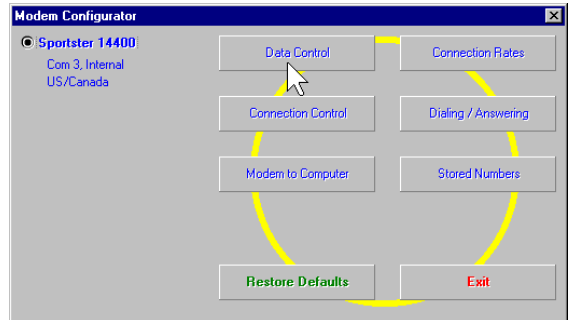 Modem Configurator
Sportster 14400
Com 3, Internal
US/Canada
Data Control
Connection Rates
Connection Control
Dialing / Answering
Modem to Computer
Stored Numbers
Restore Defaults
Exit